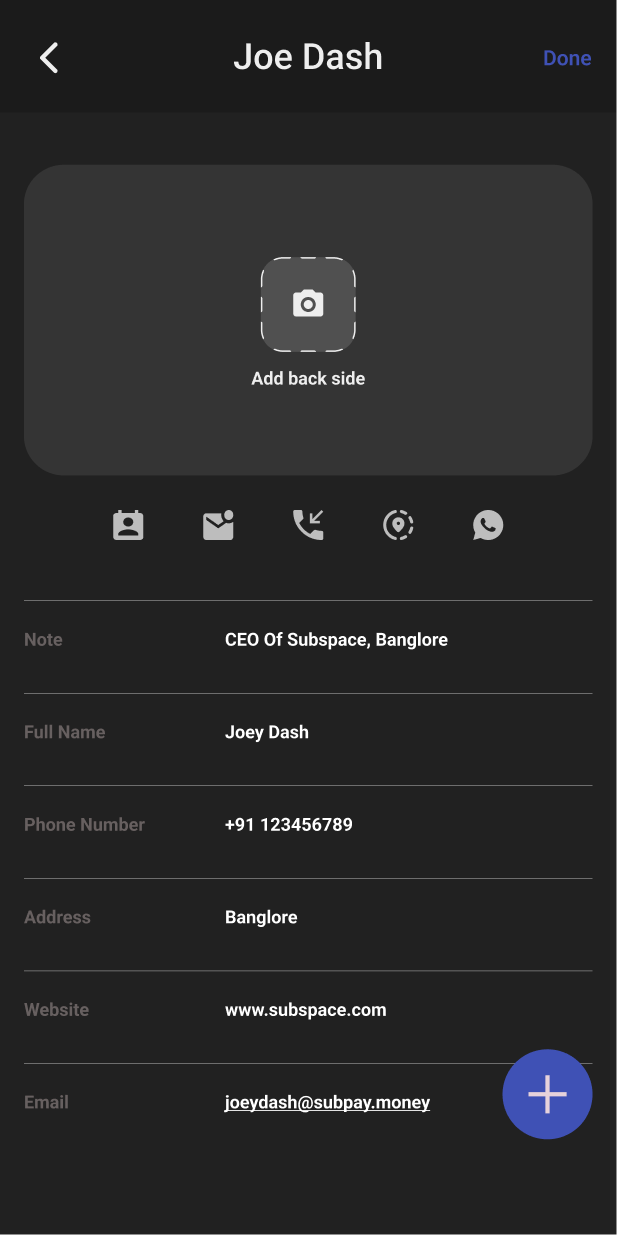 Joe Dash
Done
Add back side
Note CEO Of Subspace, Banglore
Full Name Joey Dash
Phone Number +91 123456789
Address Banglore
Website www.subspace.com
Email joeydash@subpay.money